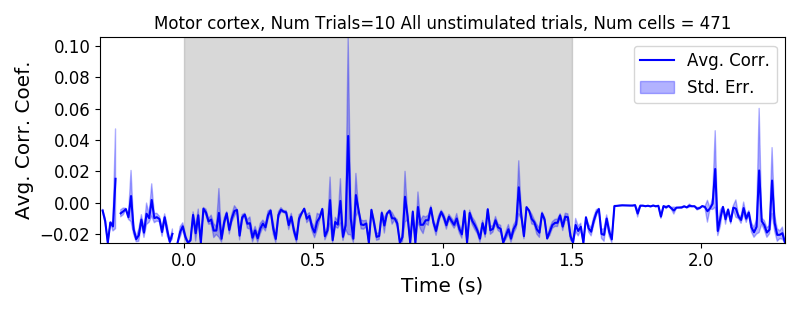 Motor cortex, Num Trials=10 All unstimulated trials, Num cells = 471
Avg. Corr. Coef.
0.10
0.08
0.06
0.04
0.02
0.00
−0.02
Avg. Corr.
Std. Err.
0.0
0.5
1.0
1.5
2.0
Time (s)